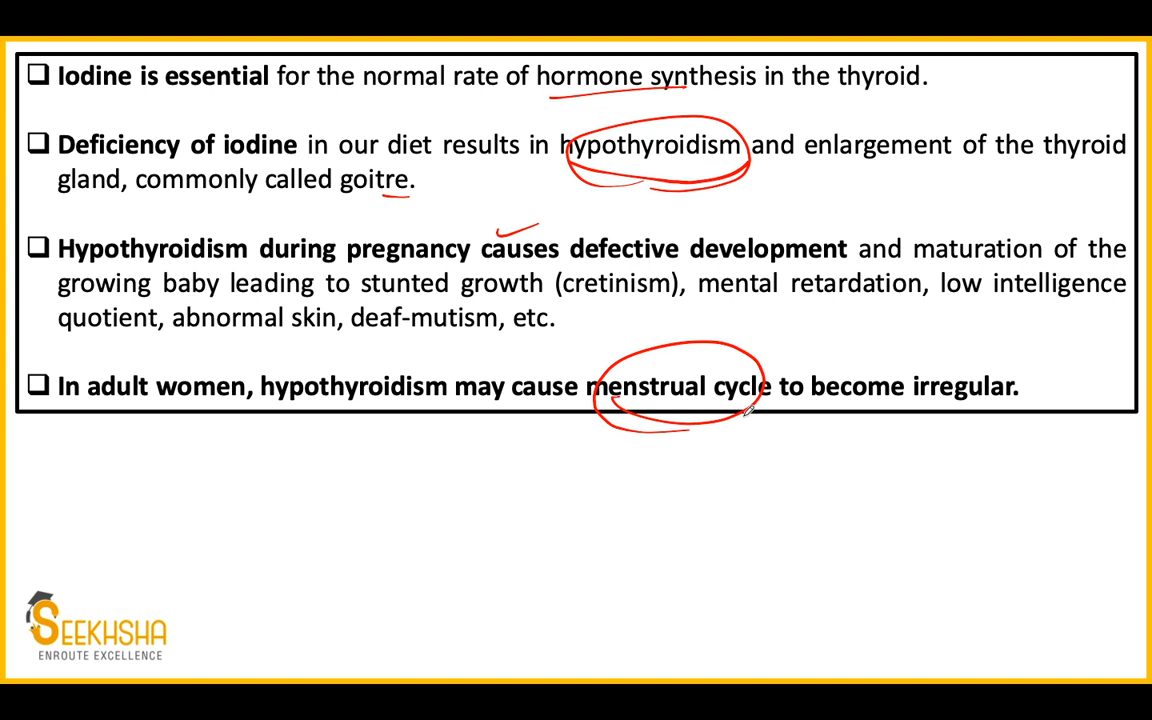 ❑ Iodine is essential for the normal rate of hormone synthesis in the thyroid.
❑ Deficiency of iodine in our diet results in hypothyroidism and enlargement of the thyroid
gland, commonly called goitre.
❑ Hypothyroidism during pregnancy causes defective development and maturation of the
growing baby leading to stunted growth (cretinism), mental retardation, low intelligence
quotient, abnormal skin, deaf-mutism, etc.
❑ In adult women, hypothyroidism may cause menstrual cycle to become irregular.
SEEKHSHA
ENROUTE EXCELLENCE